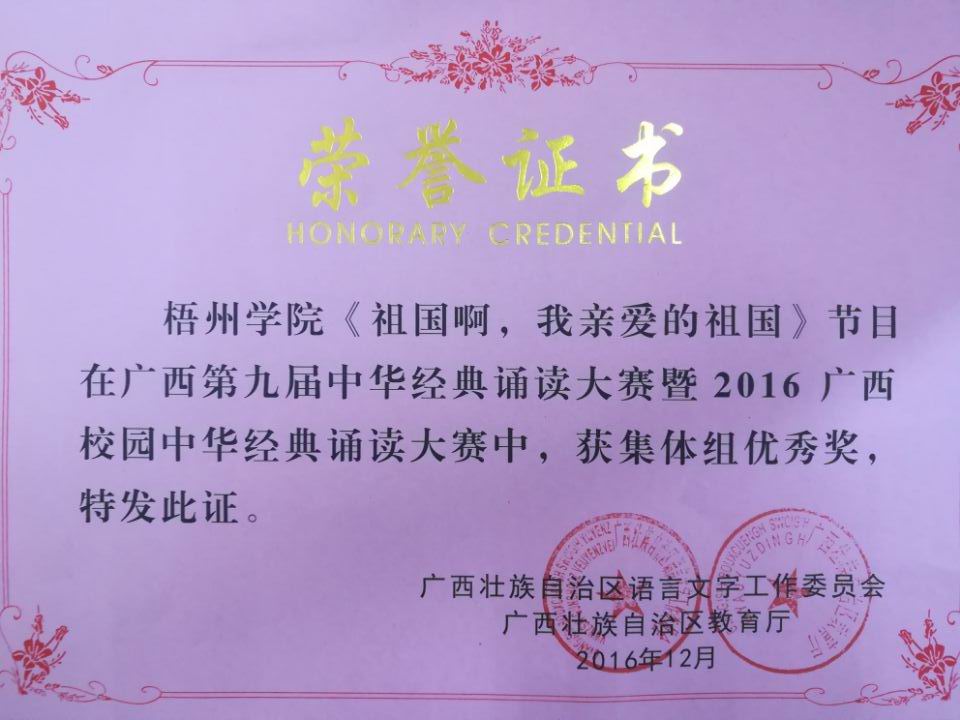 荣誉证书
HONORARY CREDENTIAL
梧州学院《祖国啊，我亲爱的祖国》节目
在广西第九届中华经典诵读大赛暨 2016 广西
校园中华经典诵读大赛中，获集体组优秀奖，
特发此证。
广西壮族自治区语言文字工作委员会
广西壮族自治区教育厅
2016年12月